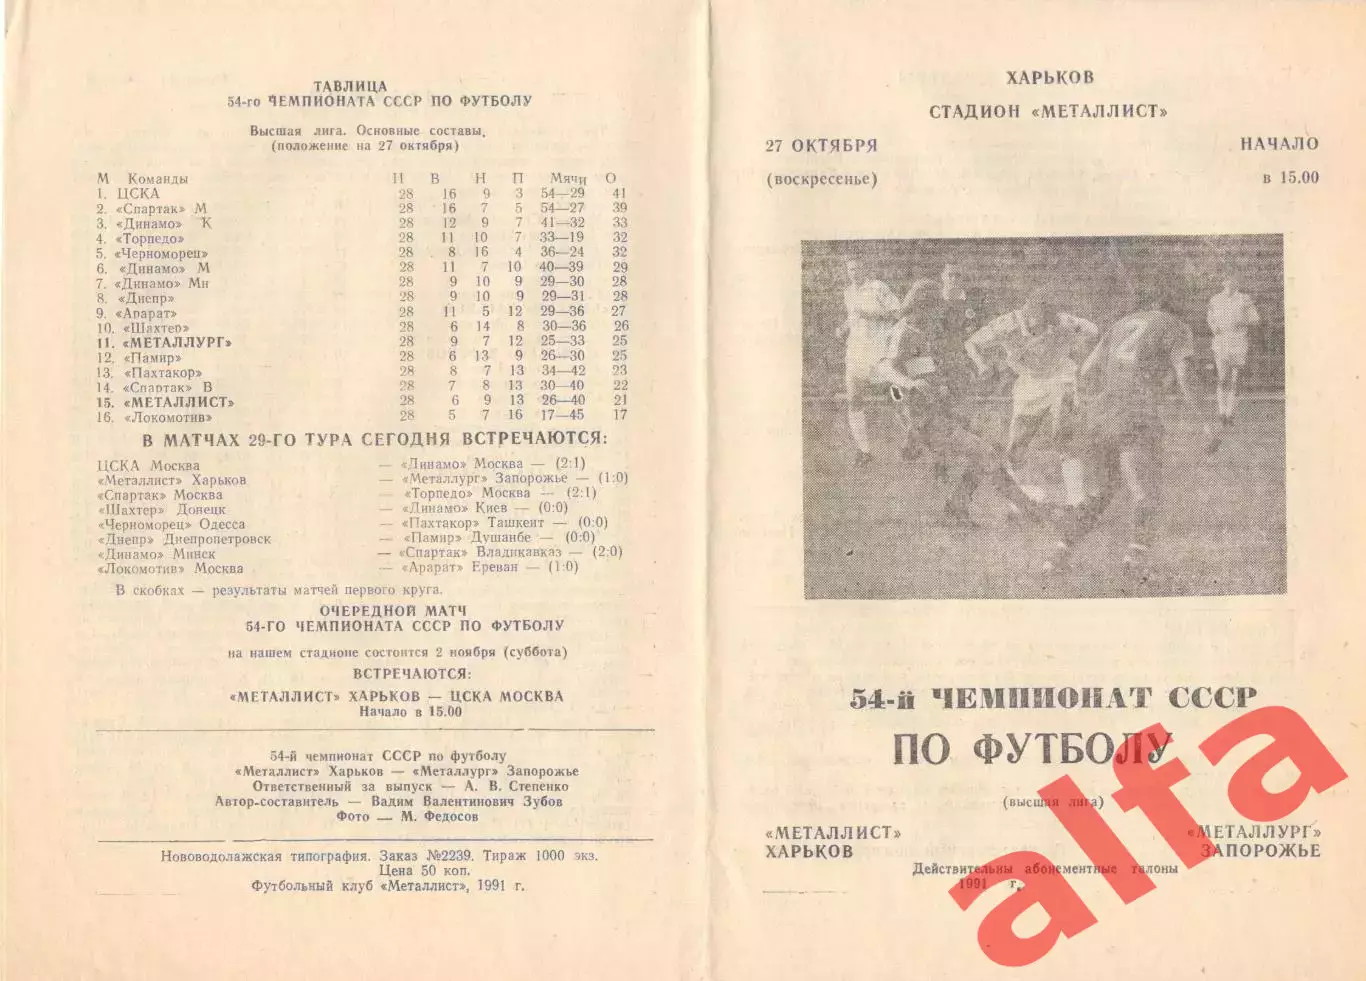 ТАВЛИЦА
54-го ЧЕМПИОНАТА СССР ПО ФУТБОЛУ
Высшая лига. Основные составы.
(положение на 27 октября)
М Команды И В Н П Мячи О
1. ЦСКА 28 16 9 3 54—29 41
2. «Спартак» М 28 16 7 5 54—27 39
3. «Динамо» К 28 12 9 7 41—32 33
4. «Торпедо» 28 11 10 7 33—19 32
5. «Черноморец» 28 8 16 4 36—24 32
6. «Динамо» М 28 11 7 10 40—39 29
7. «Динамо» Мн 28 9 10 9 29—30 28
8. «Днепр» 28 9 10 9 29—31 28
9. «Арарат» 28 11 5 12 29—36 27
10. «Шахтер» 28 6 14 8 30—36 26
11. «МЕТАЛЛУРГ» 28 9 7 12 25—33 25
12. «Памир» 28 6 13 9 26—30 25
13. «Пахтакор» 28 8 7 13 34—42 23
14. «Спартак» В 28 7 8 13 30—40 22
15. «МЕТАЛЛИСТ» 28 6 9 13 26—40 21
16. «Локомотив» 28 5 7 16 17—45 17
В МАТЧАХ 29-ГО ТУРА СЕГОДНЯ ВСТРЕЧАЮТСЯ:
ЦСКА Москва — «Динамо» Москва — (2:1)
«Металлист» Харьков — «Металлург» Запорожье — (1:0)
«Спартак» Москва — «Торпедо» Москва — (2:1)
«Шахтер» Донецк — «Динамо» Киев — (0:0)
«Черноморец» Одесса — «Пахтакор» Ташкент — (0:0)
«Днепр» Днепропетровск — «Памир» Душанбе — (0:0)
«Динамо» Минск — «Спартак» Владикавказ — (2:0)
«Локомотив» Москва — «Арарат» Ереван — (1:0)
В скобках — результаты матчей первого круга.
ОЧЕРЕДНОЙ МАТЧ
54-ГО ЧЕМПИОНАТА СССР ПО ФУТБОЛУ
на нашем стадионе состоится 2 ноября (суббота)
ВСТРЕЧАЮТСЯ:
«МЕТАЛЛИСТ» ХАРЬКОВ — ЦСКА МОСКВА
Начало в 15.00
54-й чемпионат СССР по футболу
«Металлист» Харьков — «Металлург» Запорожье
Ответственный за выпуск — А. В. Степенко
Автор-составитель — Вадим Валентинович Зубов
Фото — М. Федосов
Нововодолажская типография. Заказ №2239. Тираж 1000 экз.
Цена 50 коп.
Футбольный клуб «Металлист», 1991 г.
ХАРЬКОВ
СТАДИОН «МЕТАЛЛИСТ»
27 ОКТЯБРЯ НАЧАЛО
(воскресенье) в 15.00
54-й ЧЕМПИОНАТ СССР
ПО ФУТБОЛУ
(высшая лига)
«МЕТАЛЛИСТ» «МЕТАЛЛУРГ»
ХАРЬКОВ ЗАПОРОЖЬЕ
Действительны абонементные талоны
1991 г.
alfa